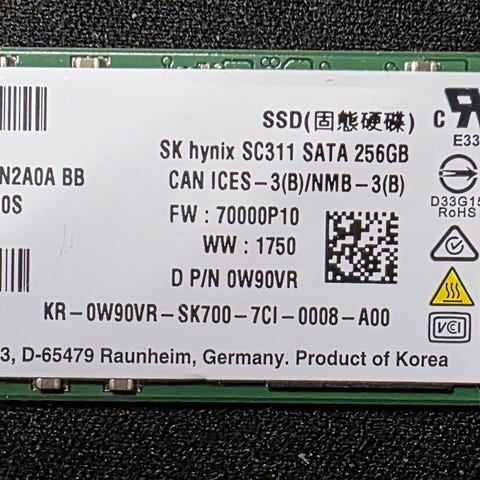 SSD(固態硬碟)
SK hynix SC311 SATA 256GB
N2A0A BB
CAN ICES-3(B)/NMB-3(B)
0S
FW : 70000P10
WW : 1750
D P/N 0W90VR
KR-0W90VR-SK700-7CI-0008-A00
3, D-65479 Raunheim, Germany. Product of Korea
C
E33
D33G15
RoHS
VCI